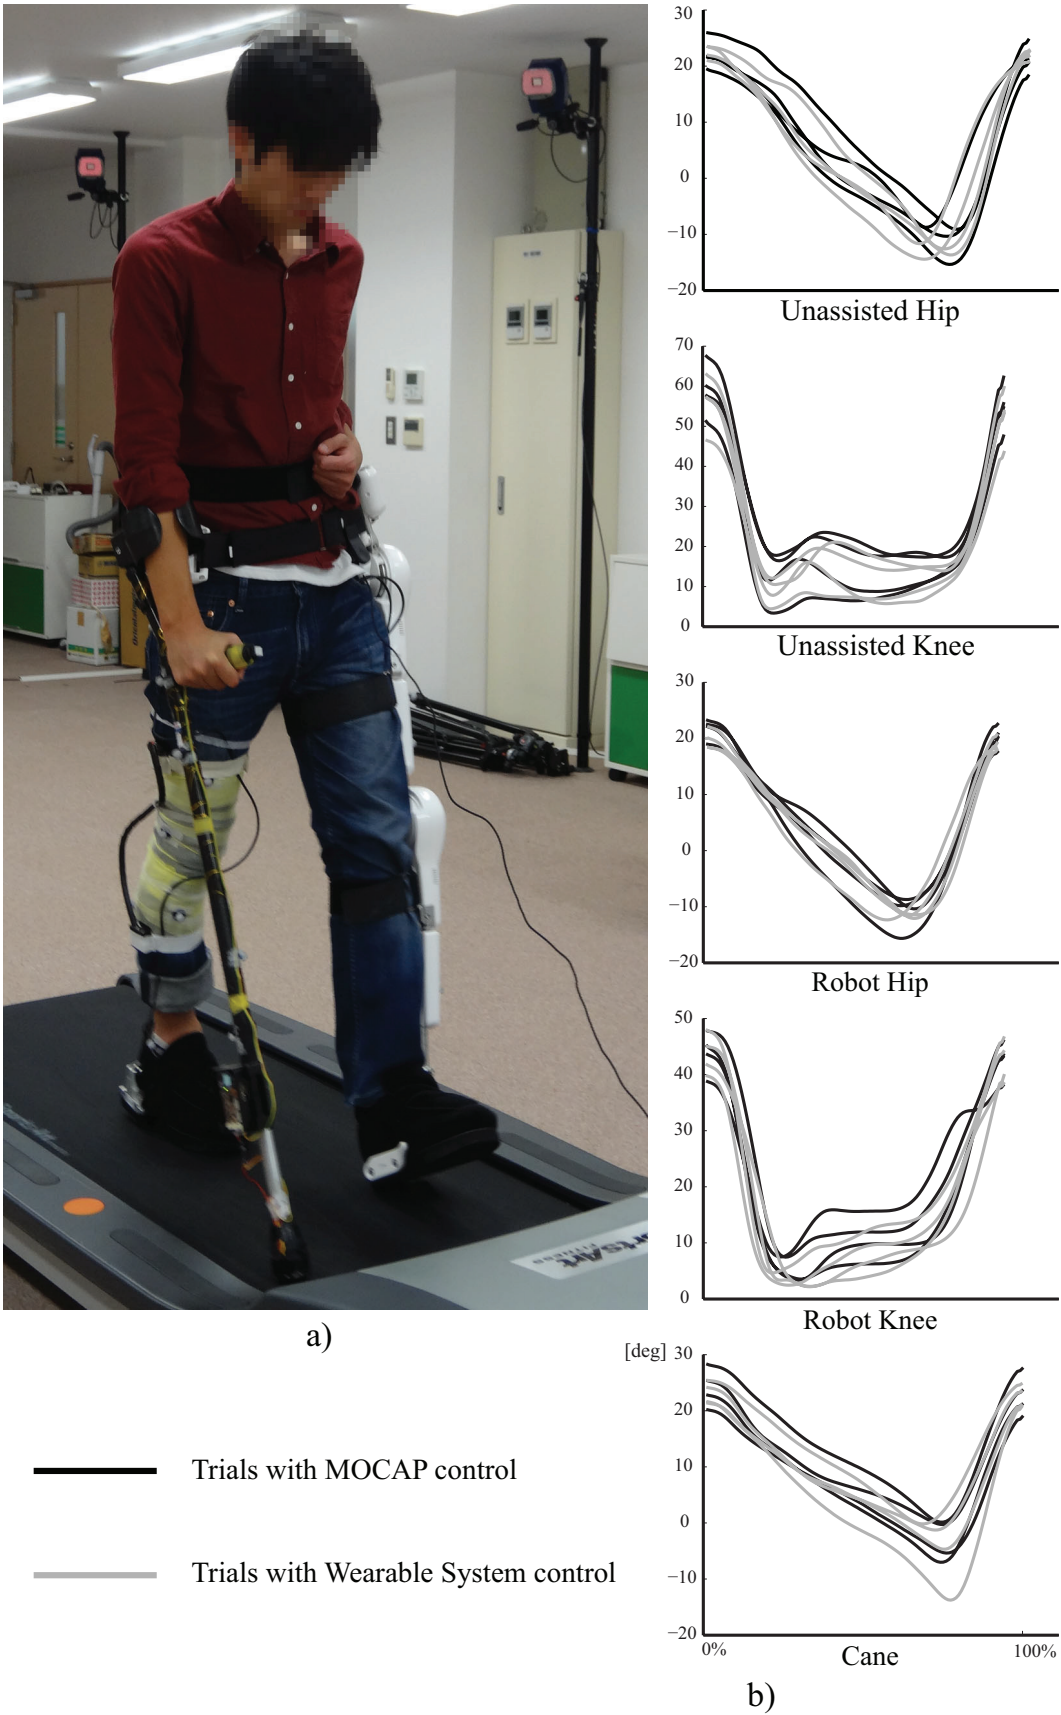 30
20
10
0
−10
−20
Unassisted Hip
70
60
50
40
30
20
10
0
Unassisted Knee
30
20
10
0
−10
−20
Robot Hip
50
40
30
20
10
0
Robot Knee
[deg] 30
20
10
0
−10
−20
0% 100%
Cane
b)
FITNESS
a)
Trials with MOCAP control
Trials with Wearable System control